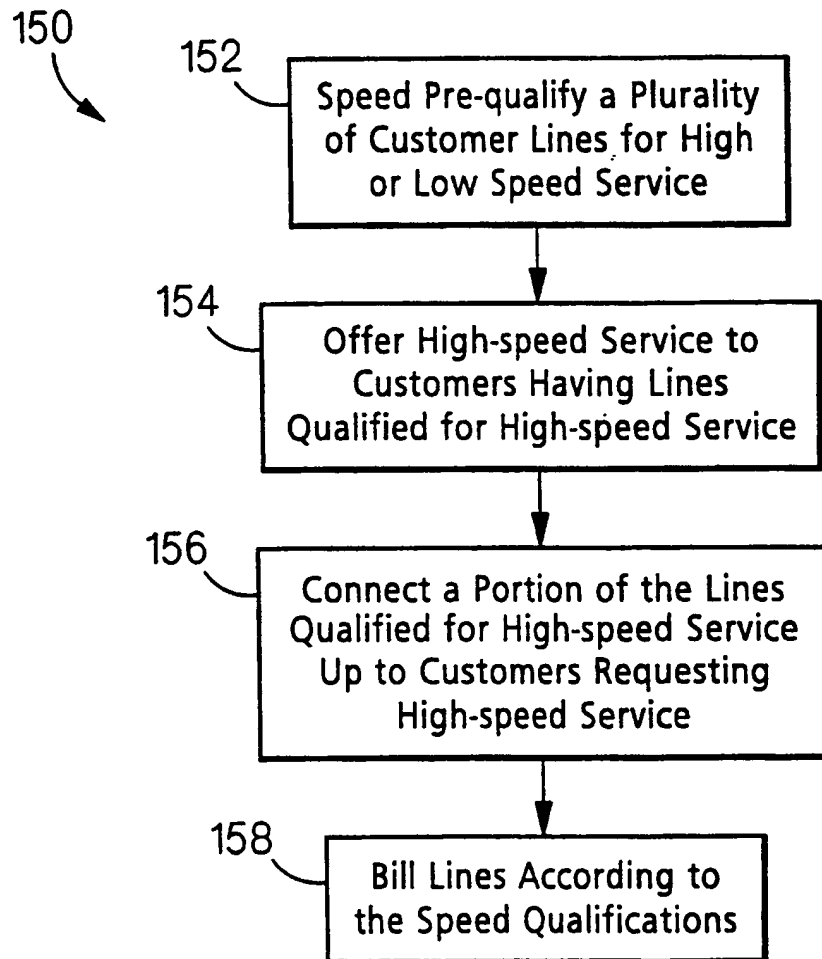 150
152
Speed Pre-qualify a Plurality
of Customer Lines for High
or Low Speed Service
154
Offer High-speed Service to
Customers Having Lines
Qualified for High-speed Service
156
Connect a Portion of the Lines
Qualified for High-speed Service
Up to Customers Requesting
High-speed Service
158
Bill Lines According to
the Speed Qualifications